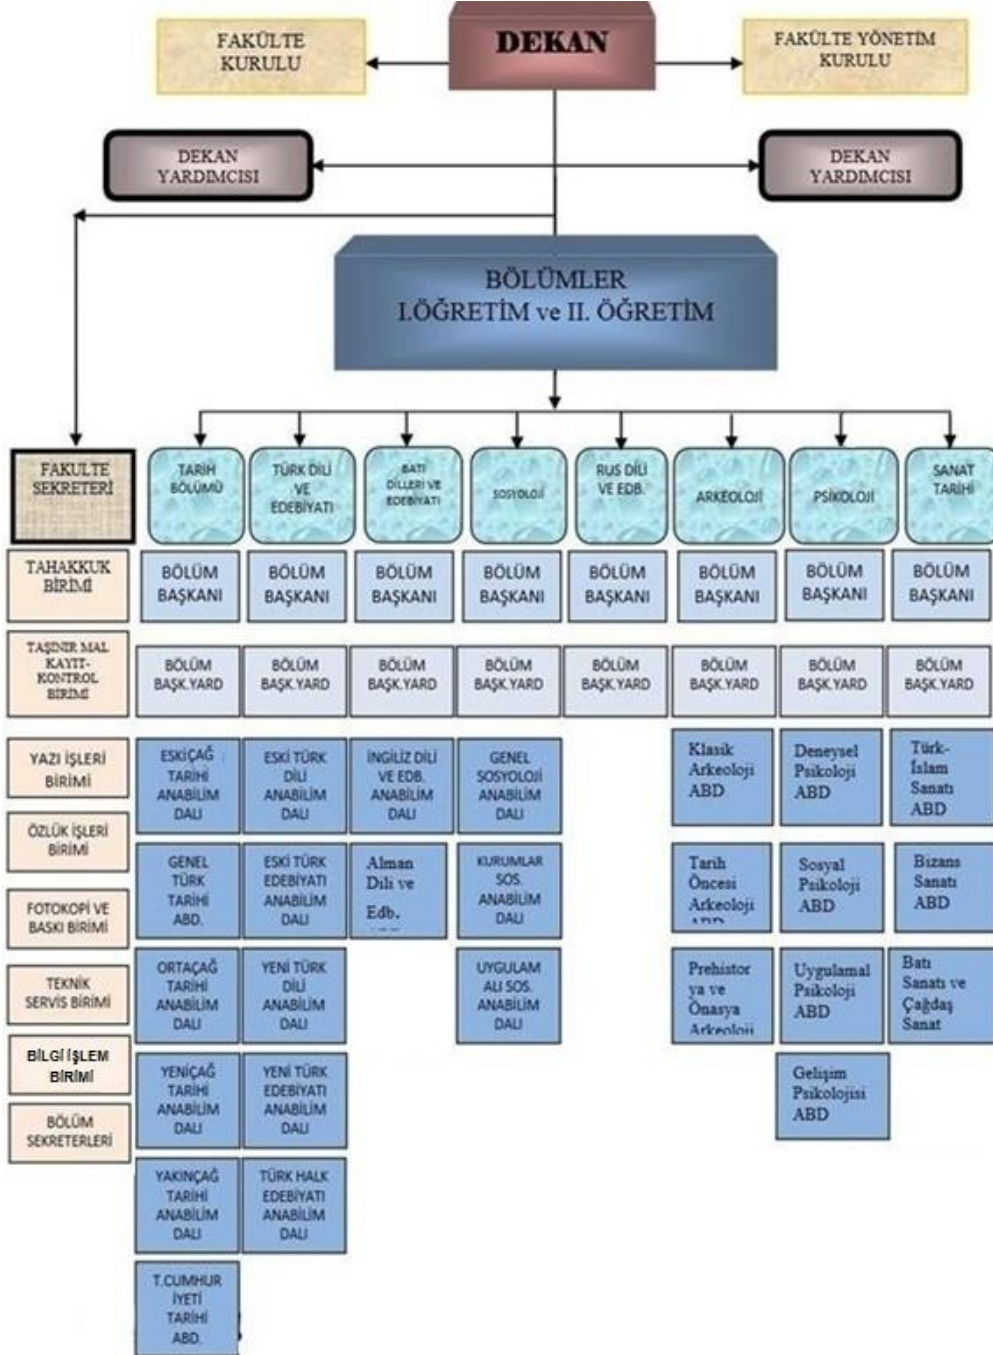 FAKÜLTE
KURULU
DEKAN
FAKÜLTE YÖNETİM
KURULU
DEKAN
YARDIMCISI
DEKAN
YARDIMCISI
BÖLÜMLER
I.ÖĞRETİM ve II. ÖĞRETİM
FAKULTE
SEKRETERİ
TARİH
BÖLÜMÜ
TÜRK DİLİ
VE
EDEBİYATI
BATI
DİLLERİ VE
EDEBİYATI
SOSYOLOJİ
RUS DİLİ
VE EDB.
ARKEOLOJİ
PSİKOLOJİ
SANAT
TARİHİ
TAHAKKUK
BİRİMİ
BÖLÜM
BAŞKANI
BÖLÜM
BAŞKANI
BÖLÜM
BAŞKANI
BÖLÜM
BAŞKANI
BÖLÜM
BAŞKANI
BÖLÜM
BAŞKANI
BÖLÜM
BAŞKANI
BÖLÜM
BAŞKANI
TAŞINIR MAL
KAYIT-
KONTROL
BİRİMİ
BÖLÜM
BAŞK.YARD
BÖLÜM
BAŞK.YARD
BÖLÜM
BAŞK.YARD
BÖLÜM
BAŞK.YARD
BÖLÜM
BAŞK.YARD
BÖLÜM
BAŞK.YARD
BÖLÜM
BAŞK.YARD
BÖLÜM
BAŞK.YARD
YAZI İŞLERİ
BİRİMİ
ÖZLÜK İŞLERİ
BİRİMİ
FOTOKOPİ VE
BASKI BİRİMİ
TEKNİK
SERVİS BİRİMİ
BİLGİ İŞLEM
BİRİMİ
BÖLÜM
SEKRETERLERİ
ESKİÇAĞ
TARİHİ
ANABİLİM
DALI
ESKİ TÜRK
DİLİ
ANABİLİM
DALI
İNGİLİZ DİLİ
VE EDB.
ANABİLİM
DALI
GENEL
SOSYOLOJİ
ANABİLİM
DALI
Klasik
Arkeoloji
ABD
Deneysel
Psikoloji
ABD
Türk-
İslam
Sanatı
ABD
GENEL
TÜRK
TARİHİ
ABD.
ESKİ TÜRK
EDEBİYATI
ANABİLİM
DALI
Alman
Dili ve
Edb.
KURUMLAR
SOS.
ANABİLİM
DALI
Tarih
Öncesi
Arkeoloji
ABD
Sosyal
Psikoloji
ABD
Bizans
Sanatı
ABD
ORTAÇAĞ
TARİHİ
ANABİLİM
DALI
YENİ TÜRK
DİLİ
ANABİLİM
DALI
UYGULAM
ALI SOS.
ANABİLİM
DALI
Prehistor
ya ve
Önasya
Arkeoloji
Uygulamal
Psikoloji
ABD
Batı
Sanatı ve
Çağdaş
Sanat
YENİÇAĞ
TARİHİ
ANABİLİM
DALI
YENİ TÜRK
EDEBİYATI
ANABİLİM
DALI
Gelişim
Psikolojisi
ABD
YAKINÇAĞ
TARİHİ
ANABİLİM
DALI
TÜRK HALK
EDEBİYATI
ANABİLİM
DALI
T.CUMHUR
İYETİ
TARİHİ
ABD.